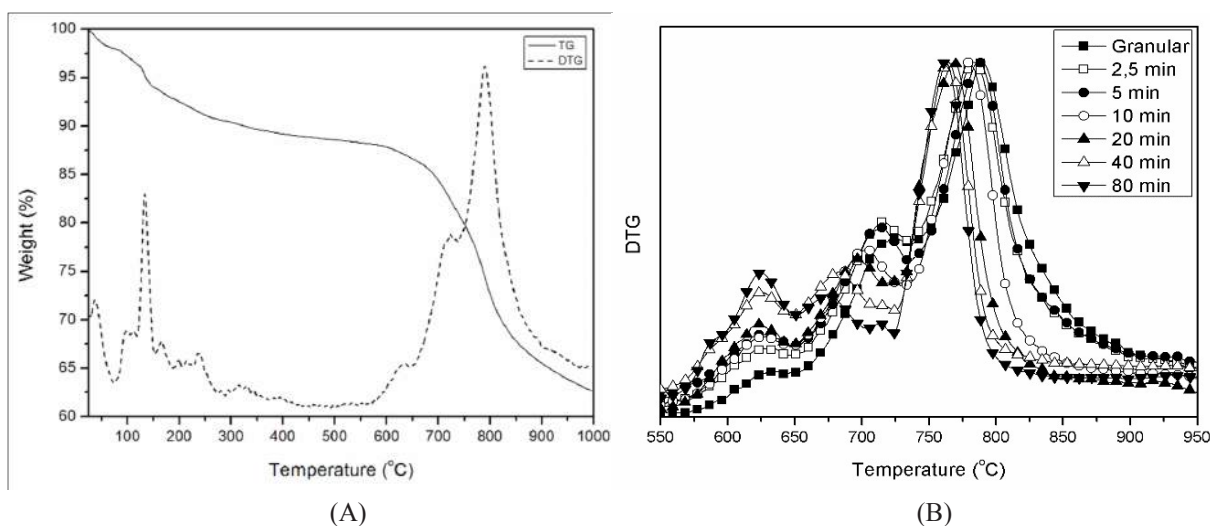 100
95
90
85
80
75
70
65
60
Weight (%)
TG
DTG
100 200 300 400 500 600 700 800 900 1000
Temperature (°C)
(A)
B)
DTG
Granular
2,5 min
5 min
10 min
20 min
40 min
80 min
550 600 650 700 750 800 850 900 950
Temperature (°C)
(B)